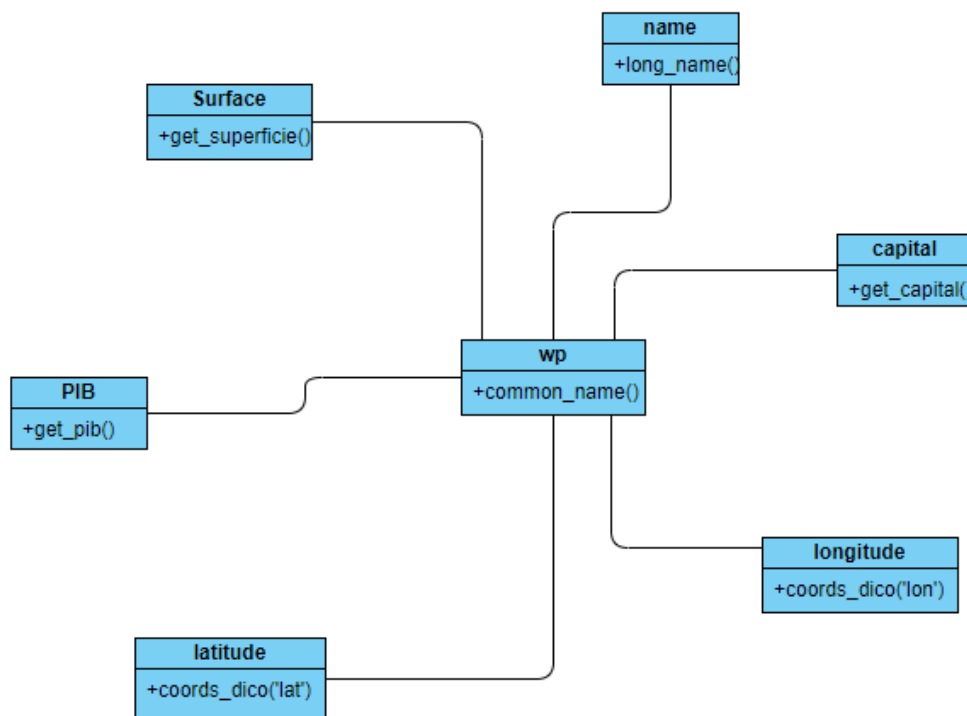 name
+long_name()
Surface
+get_superficie()
capital
+get_capital()
wp
+common_name()
PIB
+get_pib()
longitude
+coords_dico('lon')
latitude
+coords_dico('lat')